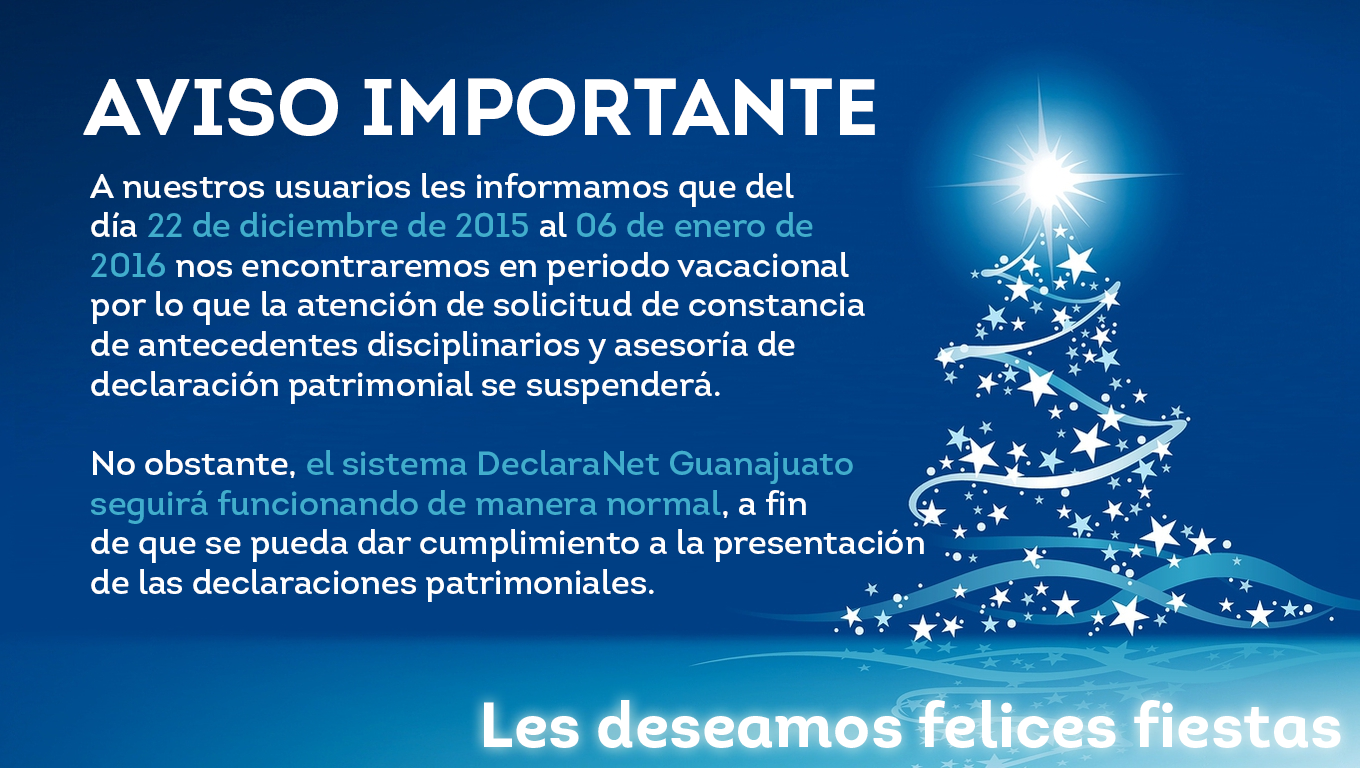 AVISO IMPORTANTE
A nuestros usuarios les informamos que del
día 22 de diciembre de 2015 al 06 de enero de
2016 nos encontraremos en periodo vacacional
por lo que la atención de solicitud de constancia
de antecedentes disciplinarios y asesoría de
declaración patrimonial se suspenderá.
No obstante, el sistema DeclaraNet Guanajuato
seguirá funcionando de manera normal, a fin
de que se pueda dar cumplimiento a la presentación
de las declaraciones patrimoniales.
Les deseamos felices fiestas